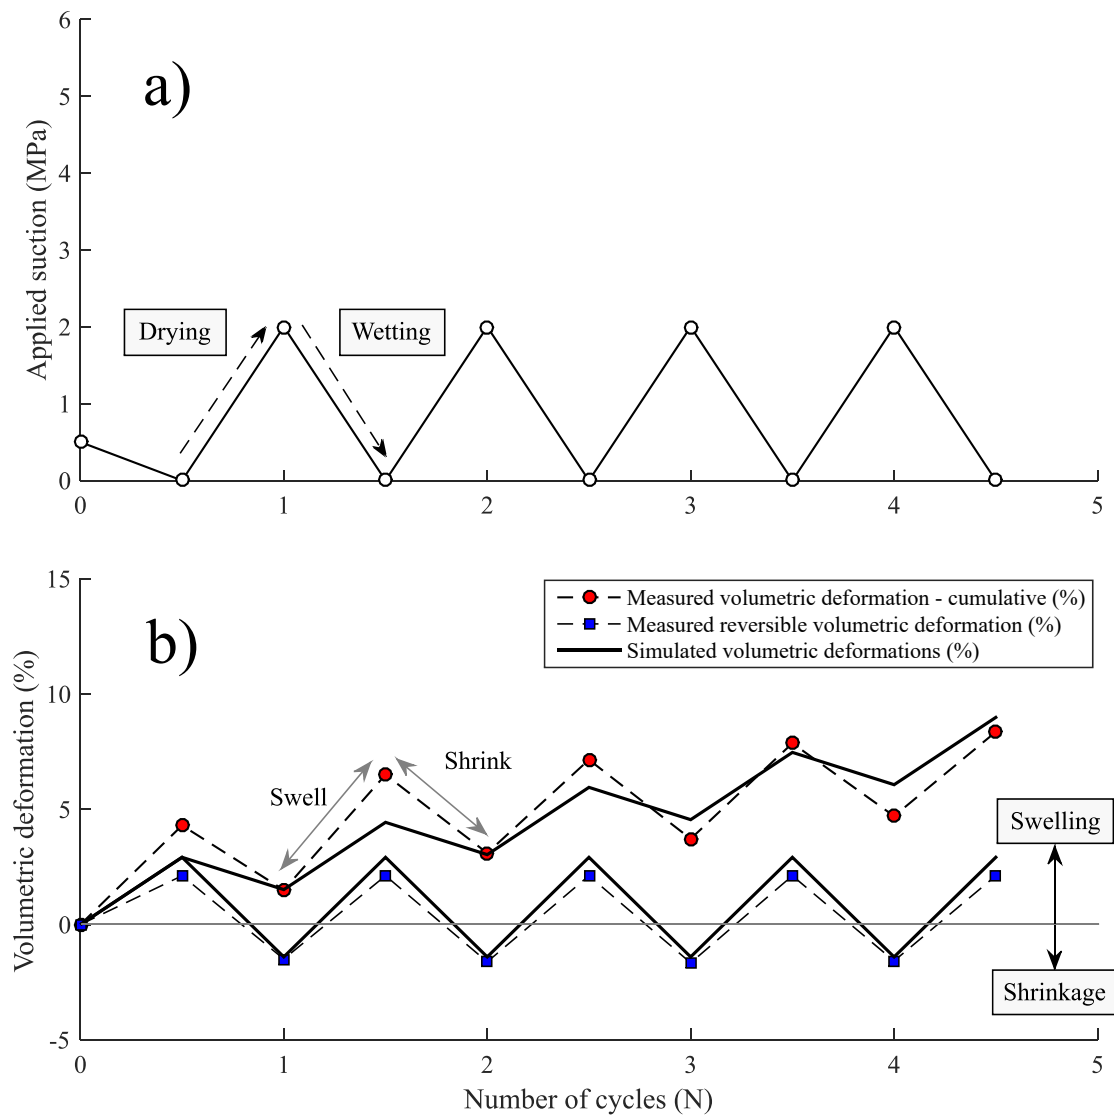 6
a)
5
4
3
2
1
0
Applied suction (MPa)
Drying
Wetting
0 1 2 3 4 5
15
10
5
0
-5
Volumetric deformation (%)
b)
Measured volumetric deformation - cumulative (%)
Measured reversible volumetric deformation (%)
Simulated volumetric deformations (%)
Swell
Shrink
Swelling
Shrinkage
0 1 2 3 4 5
Number of cycles (N)